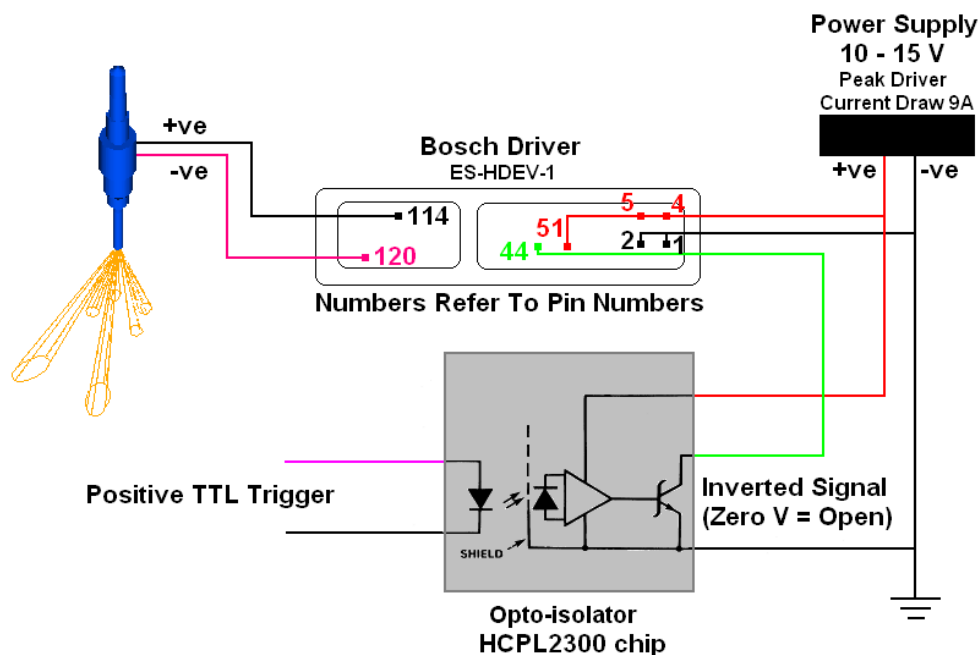 Power Supply
10 - 15 V
Peak Driver
Current Draw 9A
+ve
-ve
+ve
-ve
Bosch Driver
ES-HDEV-1
114
120
5
4
51
2
1
44
Numbers Refer To Pin Numbers
Positive TTL Trigger
SHIELD
Inverted Signal
(Zero V = Open)
Opto-isolator
HCPL2300 chip